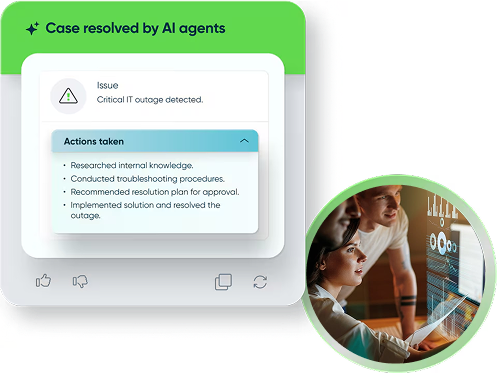 Case resolved by AI agents
Issue
Critical IT outage detected.
Actions taken
• Researched internal knowledge.
• Conducted troubleshooting procedures.
• Recommended resolution plan for approval.
• Implemented solution and resolved the
outage.